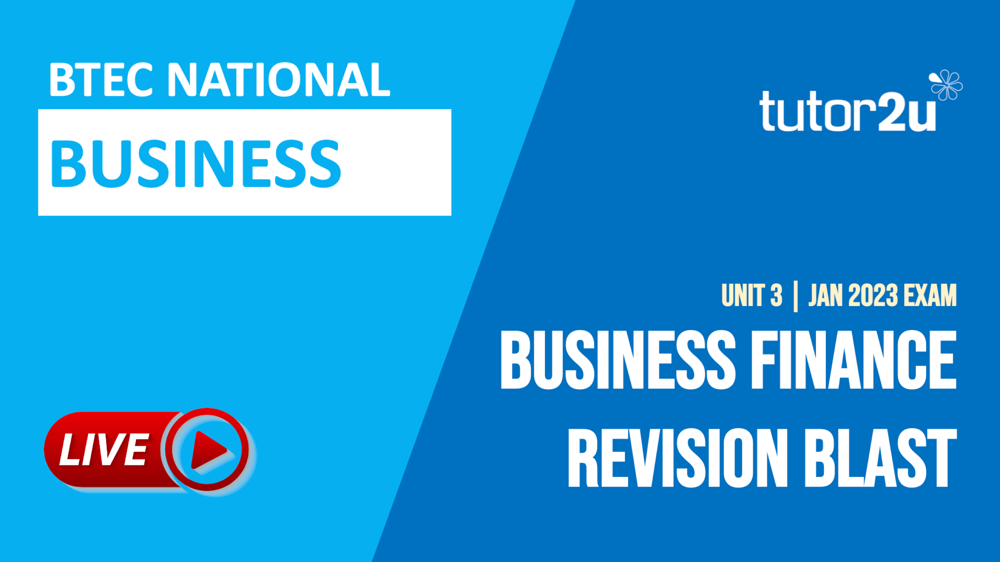 BTEC NATIONAL
BUSINESS
tutor2u
UNIT 3 | JAN 2023 EXAM
BUSINESS FINANCE
REVISION BLAST
LIVE